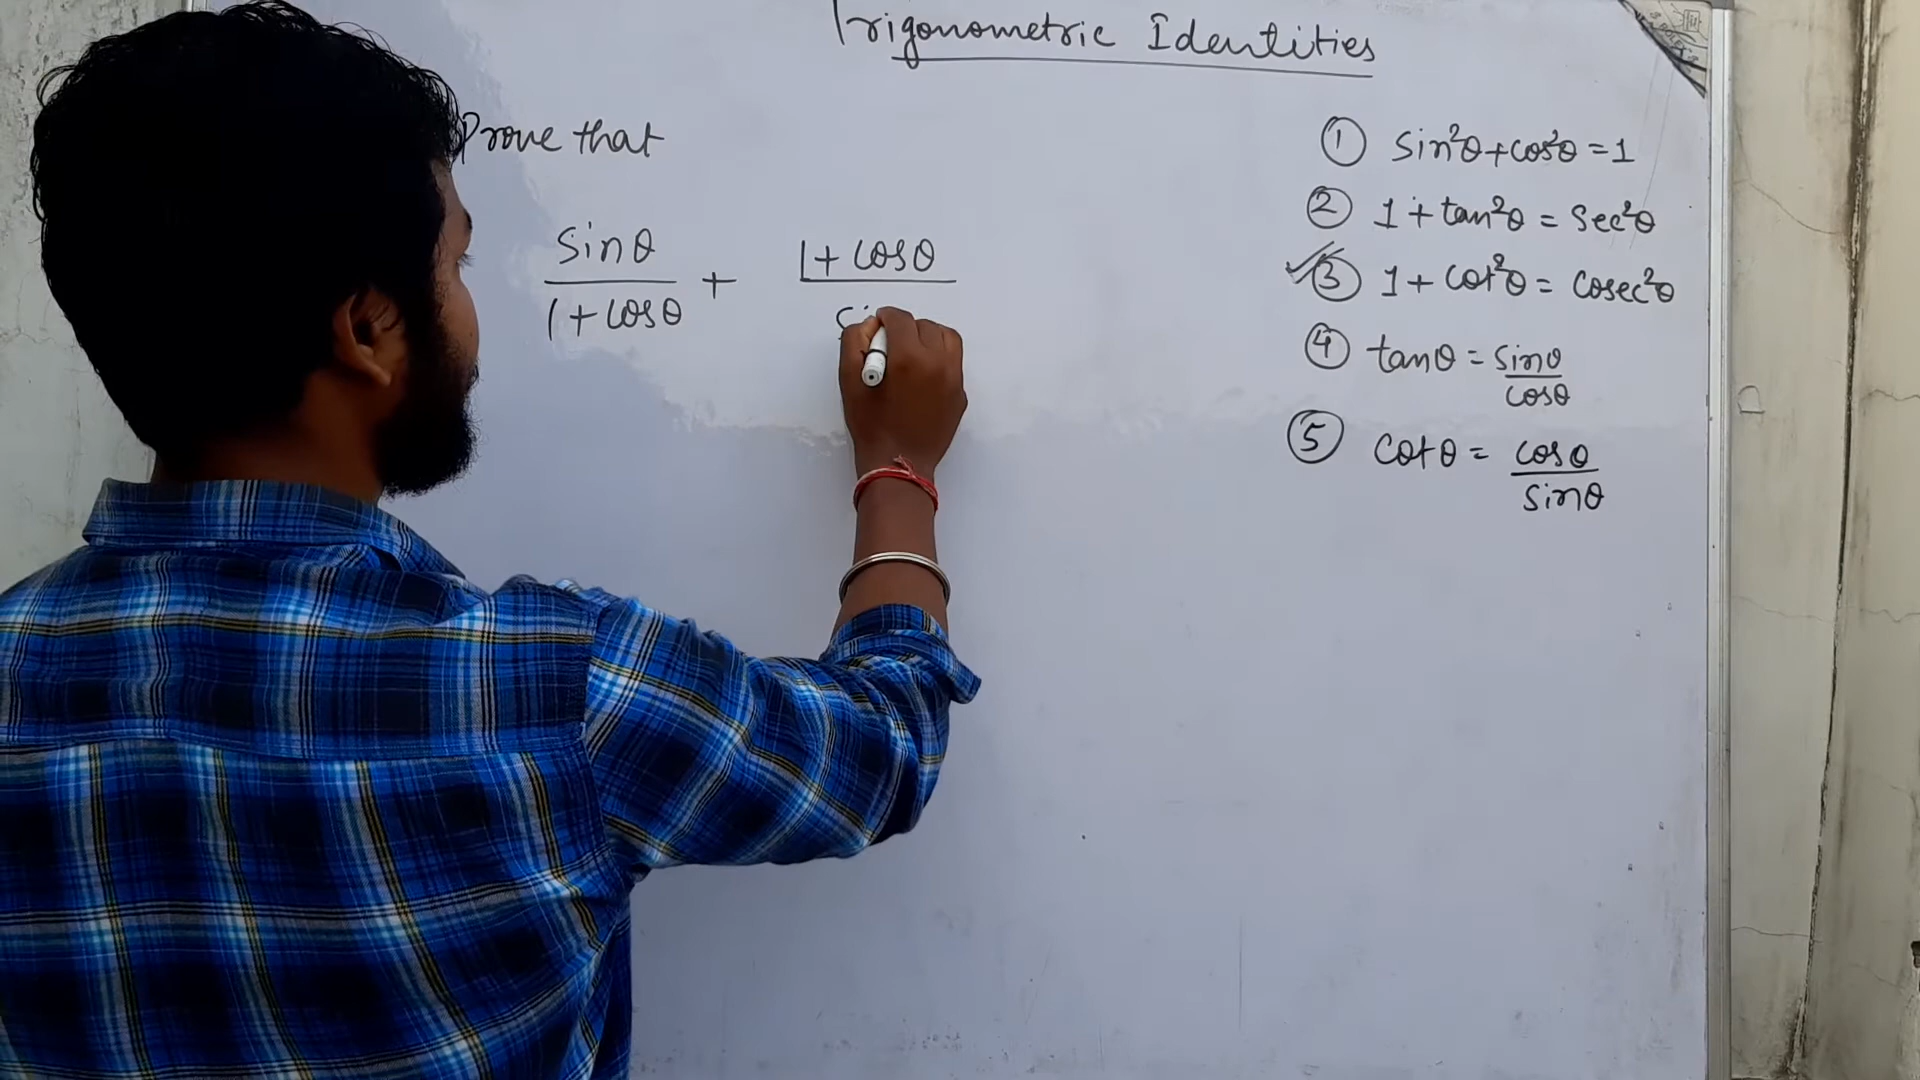 Trigonometric Identities
Prove that
sinθ / 1 + cosθ + 1 + cosθ / si
① sin²θ + cos²θ = 1
② 1 + tan²θ = sec²θ
③ 1 + cot²θ = cosec²θ
④ tanθ = sinθ / cosθ
⑤ cotθ = cosθ / sinθ